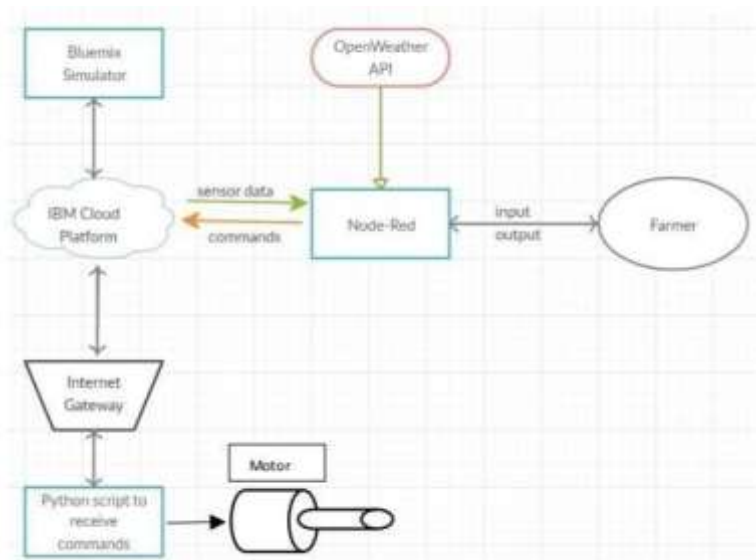 Bluemix
Simulator
OpenWeather
API
IBM Cloud
Platform
sensor data
commands
Node-Red
input
output
Farmer
Internet
Gateway
Motor
Python script to
receive
commands